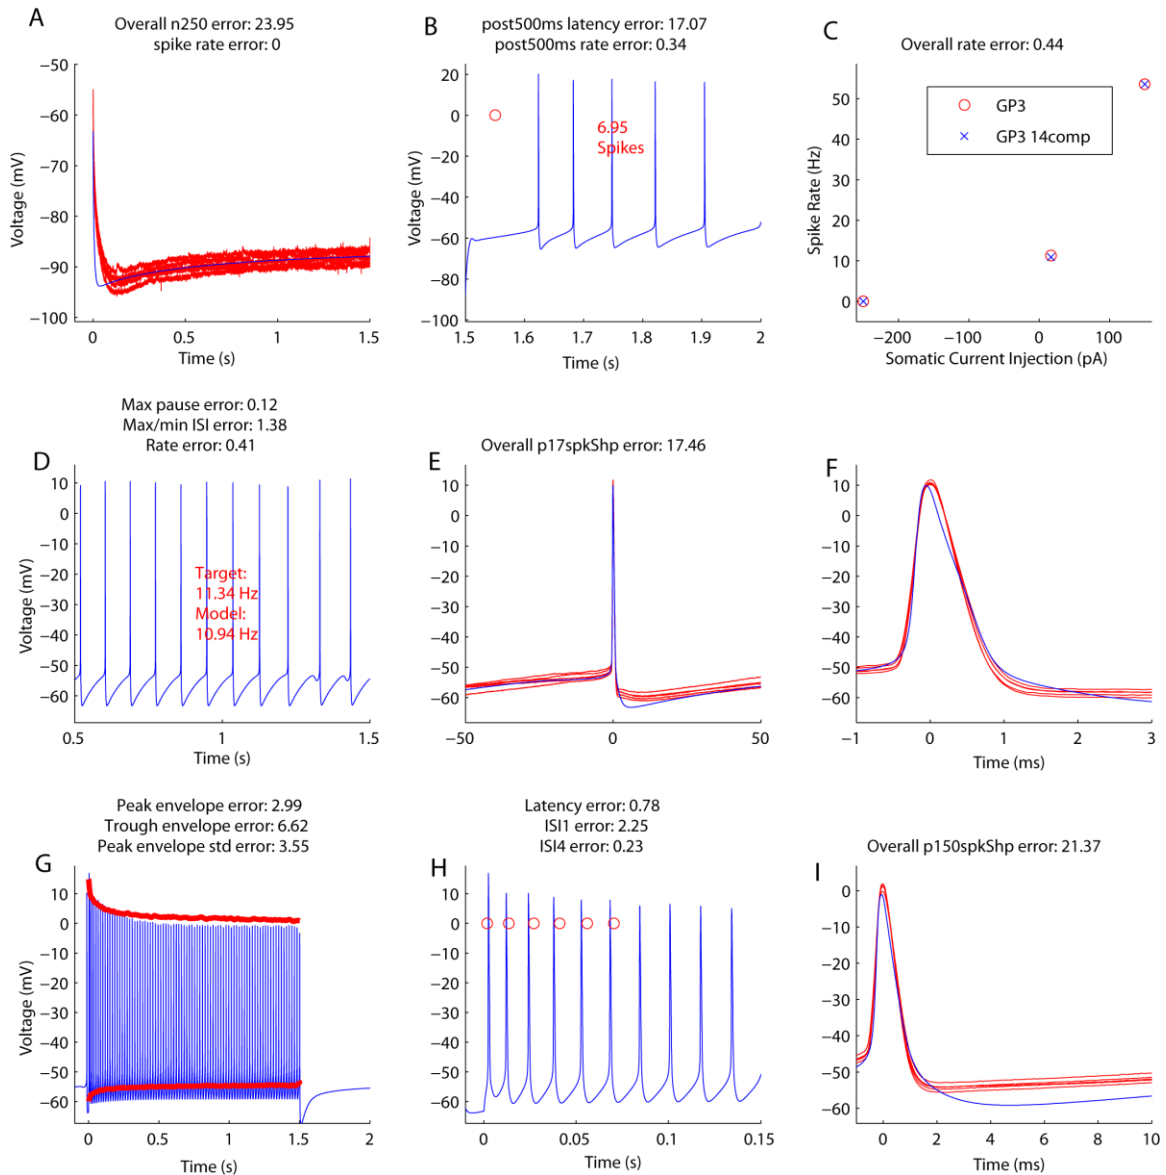 A
Overall n250 error: 23.95
spike rate error: 0
−50
−60
−70
−80
−90
−100
Voltage (mV)
0
0.5
1
1.5
Time (s)
B
post500ms latency error: 17.07
post500ms rate error: 0.34
20
0
−20
−40
−60
−80
−100
Voltage (mV)
6.95
Spikes
1.5
1.6
1.7
1.8
1.9
2
Time (s)
C
Overall rate error: 0.44
50
40
30
20
10
0
Spike Rate (Hz)
GP3
GP3 14comp
−200
−100
0
100
Somatic Current Injection (pA)
D
Max pause error: 0.12
Max/min ISI error: 1.38
Rate error: 0.41
10
0
−10
−20
−30
−40
−50
−60
Voltage (mV)
Target:
11.34 Hz
Model:
10.94 Hz
0.5
1
1.5
Time (s)
E
Overall p17spkShp error: 17.46
10
0
−10
−20
−30
−40
−50
−60
Voltage (mV)
−50
0
50
F
10
0
−10
−20
−30
−40
−50
−60
−1
0
1
2
3
Time (ms)
G
Peak envelope error: 2.99
Trough envelope error: 6.62
Peak envelope std error: 3.55
10
0
−10
−20
−30
−40
−50
−60
Voltage (mV)
0
0.5
1
1.5
2
Time (s)
H
Latency error: 0.78
ISI1 error: 2.25
ISI4 error: 0.23
10
0
−10
−20
−30
−40
−50
−60
0
0.05
0.1
0.15
Time (s)
I
Overall p150spkShp error: 21.37
0
−10
−20
−30
−40
−50
−60
0
2
4
6
8
10
Time (ms)